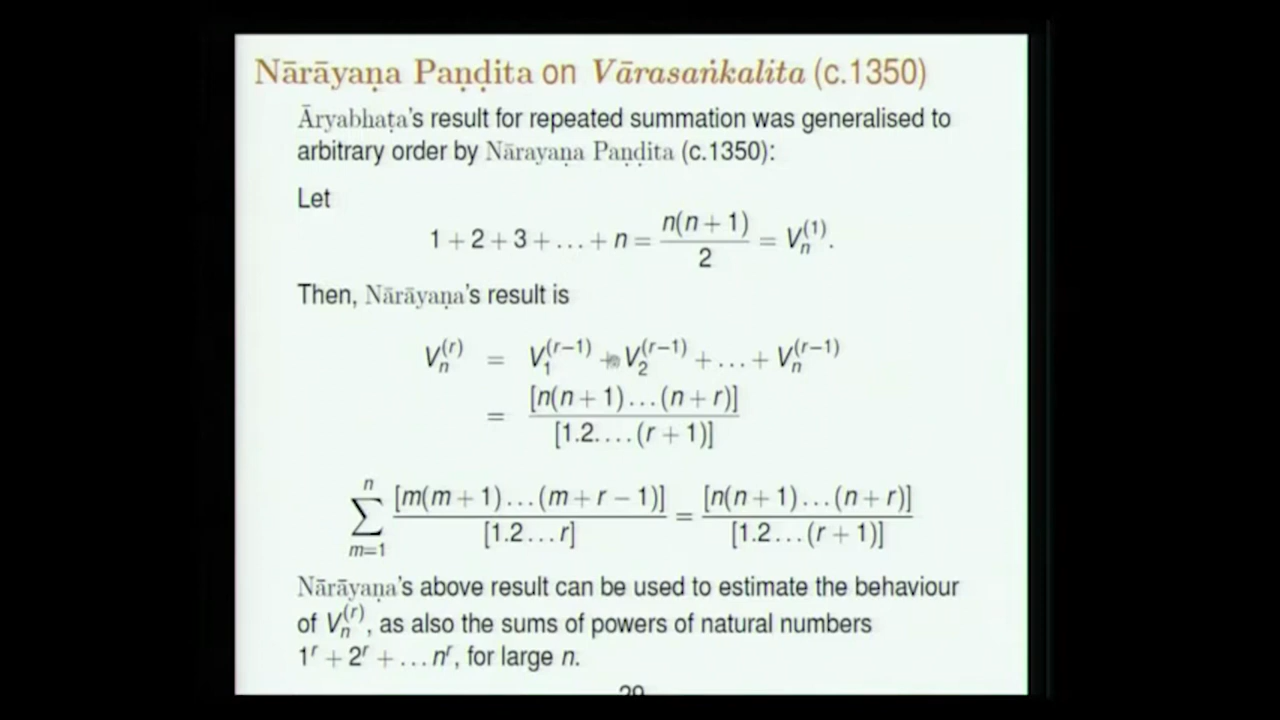 Nārāyaṇa Paṇḍita on Vārasaṅkalita (c.1350)
Āryabhaṭa's result for repeated summation was generalised to
arbitrary order by Nārayaṇa Paṇḍita (c.1350):
Let
1 + 2 + 3 + ... + n = n(n + 1) / 2 = V_n^(1).
Then, Nārāyaṇa's result is
V_n^(r) = V_1^(r−1) + V_2^(r−1) + ... + V_n^(r−1)
= [n(n + 1)...(n + r)] / [1.2....(r + 1)]
∑_{m=1}^{n} [m(m + 1)...(m + r − 1)] / [1.2...r] = [n(n + 1)...(n + r)] / [1.2...(r + 1)]
Nārāyaṇa's above result can be used to estimate the behaviour
of V_n^(r), as also the sums of powers of natural numbers
1^r + 2^r + ... n^r, for large n.